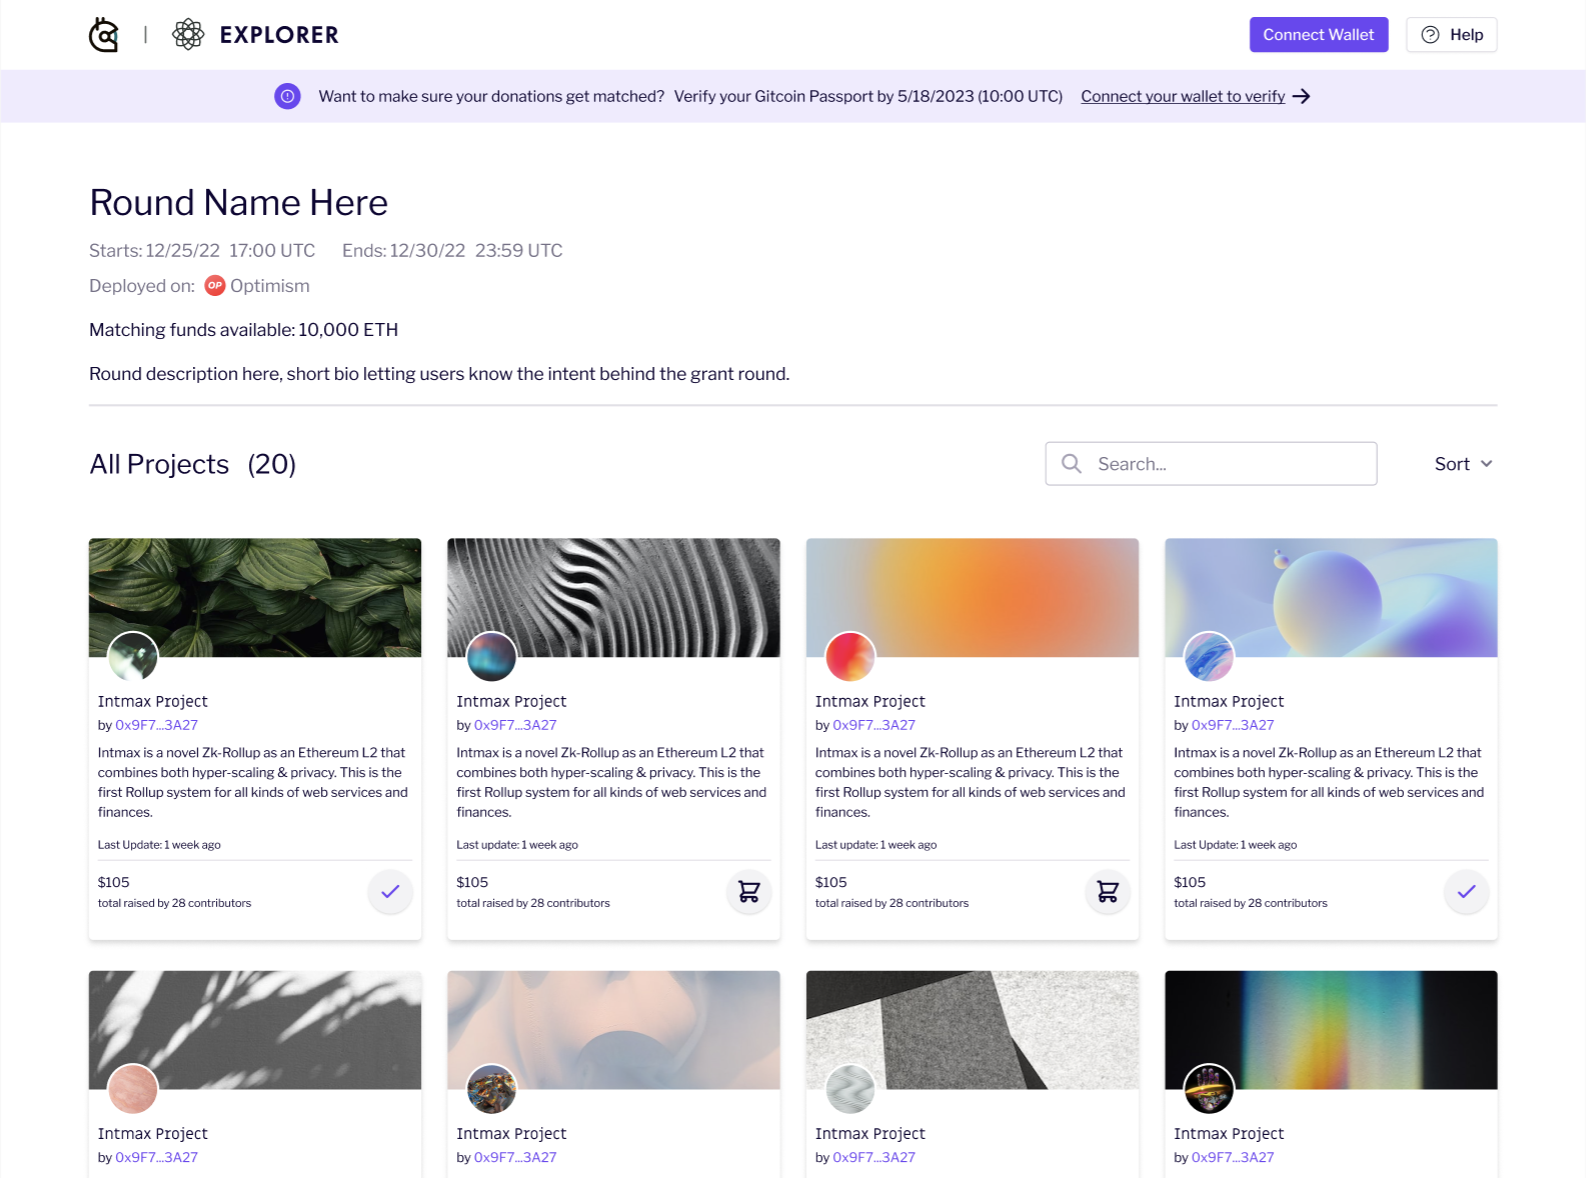 EXPLORER
Connect Wallet
Help
Want to make sure your donations get matched? Verify your Gitcoin Passport by 5/18/2023 (10:00 UTC) Connect your wallet to verify
Round Name Here
Starts: 12/25/22 17:00 UTC Ends: 12/30/22 23:59 UTC
Deployed on: OP Optimism
Matching funds available: 10,000 ETH
Round description here, short bio letting users know the intent behind the grant round.
All Projects (20)
Search...
Sort
Intmax Project
by 0x9F7...3A27
Intmax is a novel Zk-Rollup as an Ethereum L2 that
combines both hyper-scaling & privacy. This is the
first Rollup system for all kinds of web services and
finances.
Last Update: 1 week ago
$105
total raised by 28 contributors
Intmax Project
by 0x9F7...3A27
Intmax is a novel Zk-Rollup as an Ethereum L2 that
combines both hyper-scaling & privacy. This is the
first Rollup system for all kinds of web services and
finances.
Last update: 1 week ago
$105
total raised by 28 contributors
Intmax Project
by 0x9F7...3A27
Intmax is a novel Zk-Rollup as an Ethereum L2 that
combines both hyper-scaling & privacy. This is the
first Rollup system for all kinds of web services and
finances.
Last update: 1 week ago
$105
total raised by 28 contributors
Intmax Project
by 0x9F7...3A27
Intmax is a novel Zk-Rollup as an Ethereum L2 that
combines both hyper-scaling & privacy. This is the
first Rollup system for all kinds of web services and
finances.
Last Update: 1 week ago
$105
total raised by 28 contributors
Intmax Project
by 0x9F7...3A27
Intmax Project
by 0x9F7...3A27
Intmax Project
by 0x9F7...3A27
Intmax Project
by 0x9F7...3A27